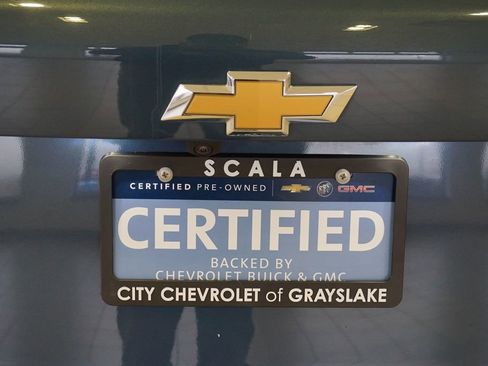 SCALA
CERTIFIED PRE-OWNED GMC
CERTIFIED
BACKED BY
CHEVROLET BUICK & GMC
CITY CHEVROLET of GRAYSLAKE